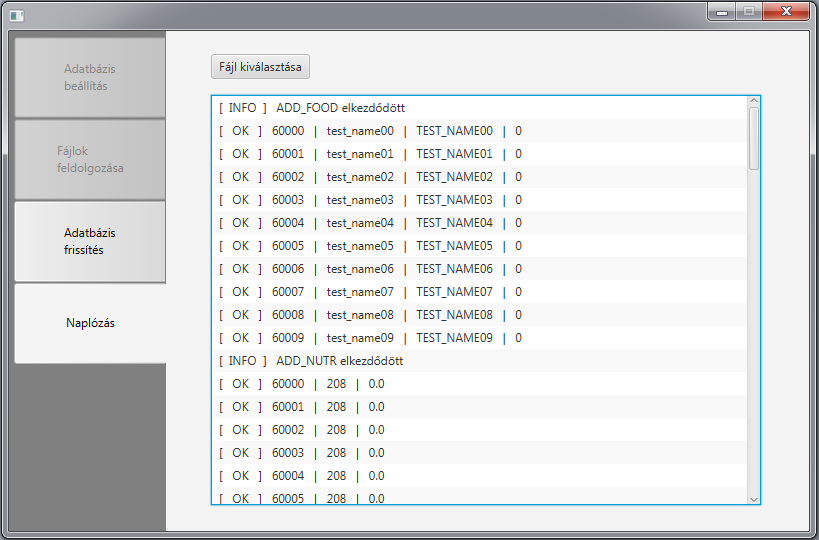 Adatbázis
beállítás
Fájlok
feldolgozása
Adatbázis
frissítés
Naplózás
Fájl kiválasztása
[ INFO ] ADD_FOOD elkezdődött
[ OK ] 60000 | test_name00 | TEST_NAME00 | 0
[ OK ] 60001 | test_name01 | TEST_NAME01 | 0
[ OK ] 60002 | test_name02 | TEST_NAME02 | 0
[ OK ] 60003 | test_name03 | TEST_NAME03 | 0
[ OK ] 60004 | test_name04 | TEST_NAME04 | 0
[ OK ] 60005 | test_name05 | TEST_NAME05 | 0
[ OK ] 60006 | test_name06 | TEST_NAME06 | 0
[ OK ] 60007 | test_name07 | TEST_NAME07 | 0
[ OK ] 60008 | test_name08 | TEST_NAME08 | 0
[ OK ] 60009 | test_name09 | TEST_NAME09 | 0
[ INFO ] ADD_NUTR elkezdődött
[ OK ] 60000 | 208 | 0.0
[ OK ] 60001 | 208 | 0.0
[ OK ] 60002 | 208 | 0.0
[ OK ] 60003 | 208 | 0.0
[ OK ] 60004 | 208 | 0.0
[ OK ] 60005 | 208 | 0.0